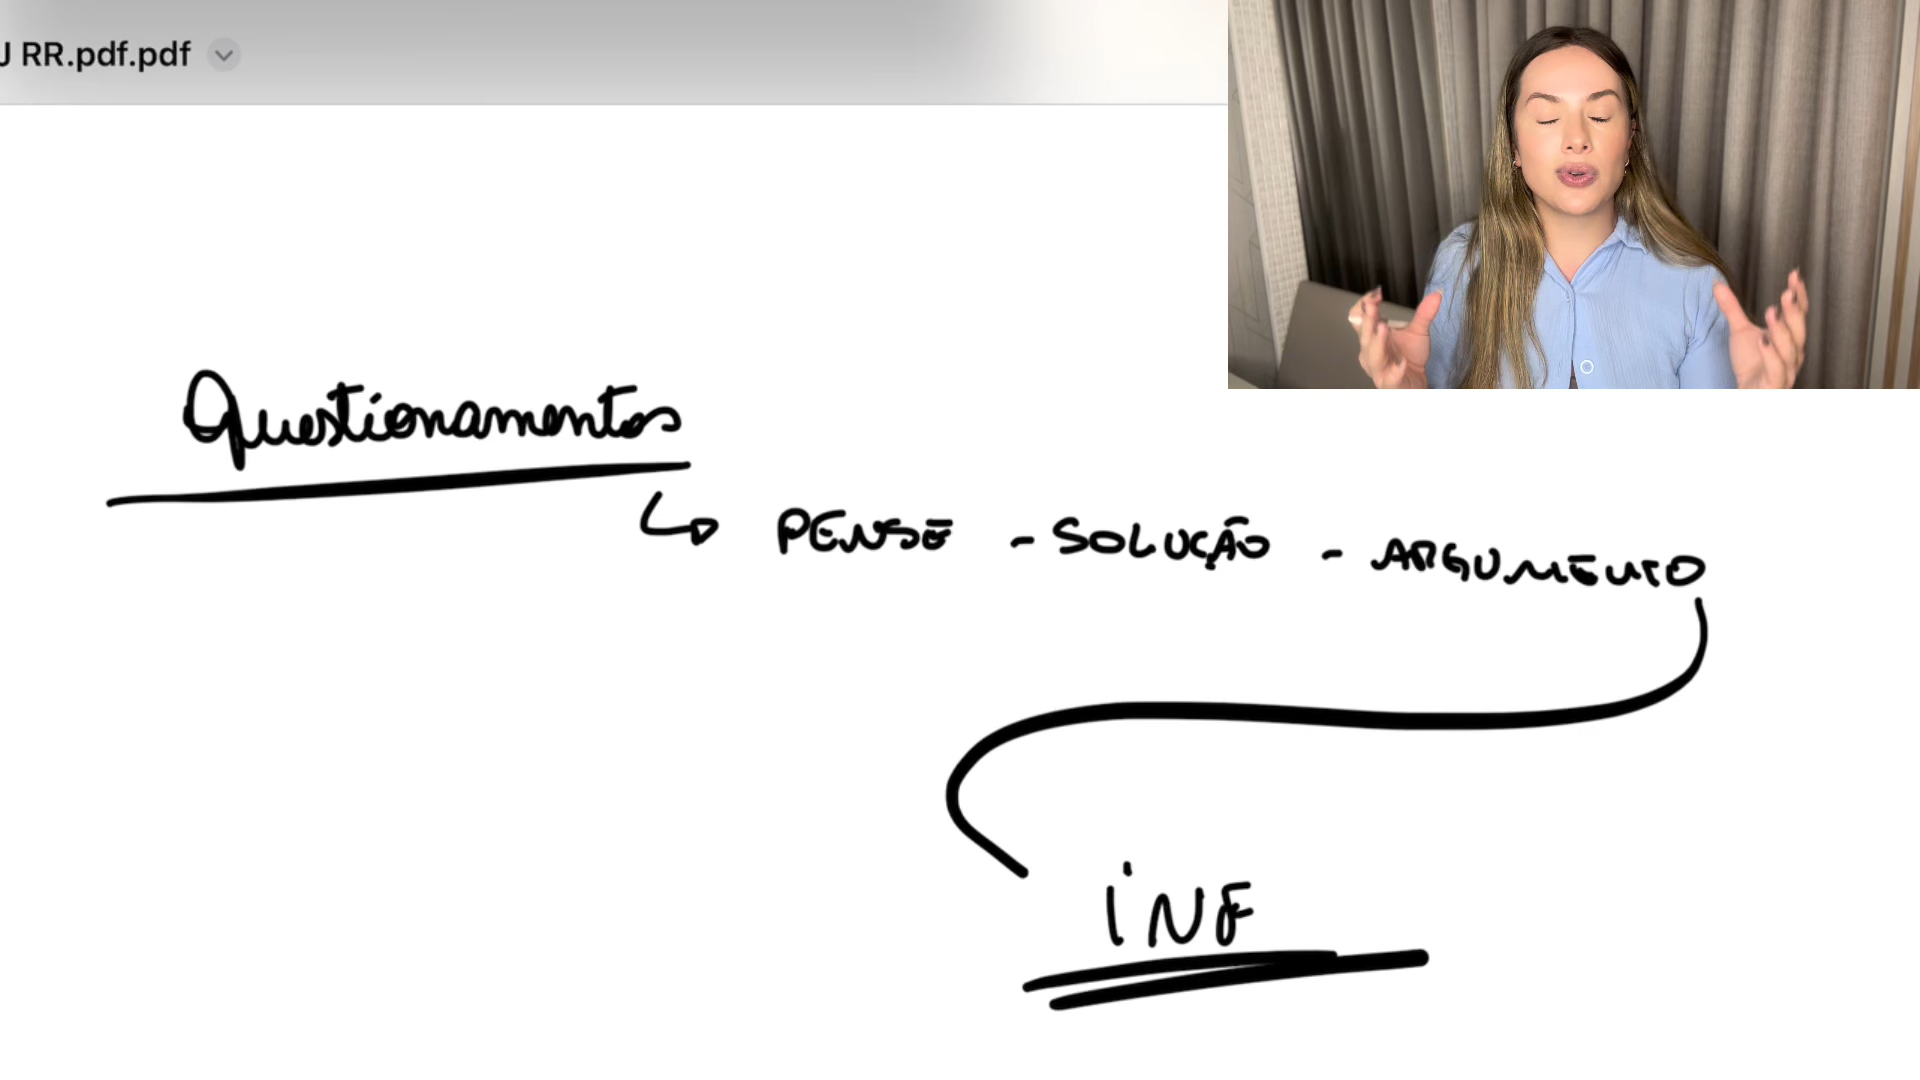 J RR.pdf.pdf
Questionamentos
PENSE - SOLUÇÃO - ARGUMENTO
INF